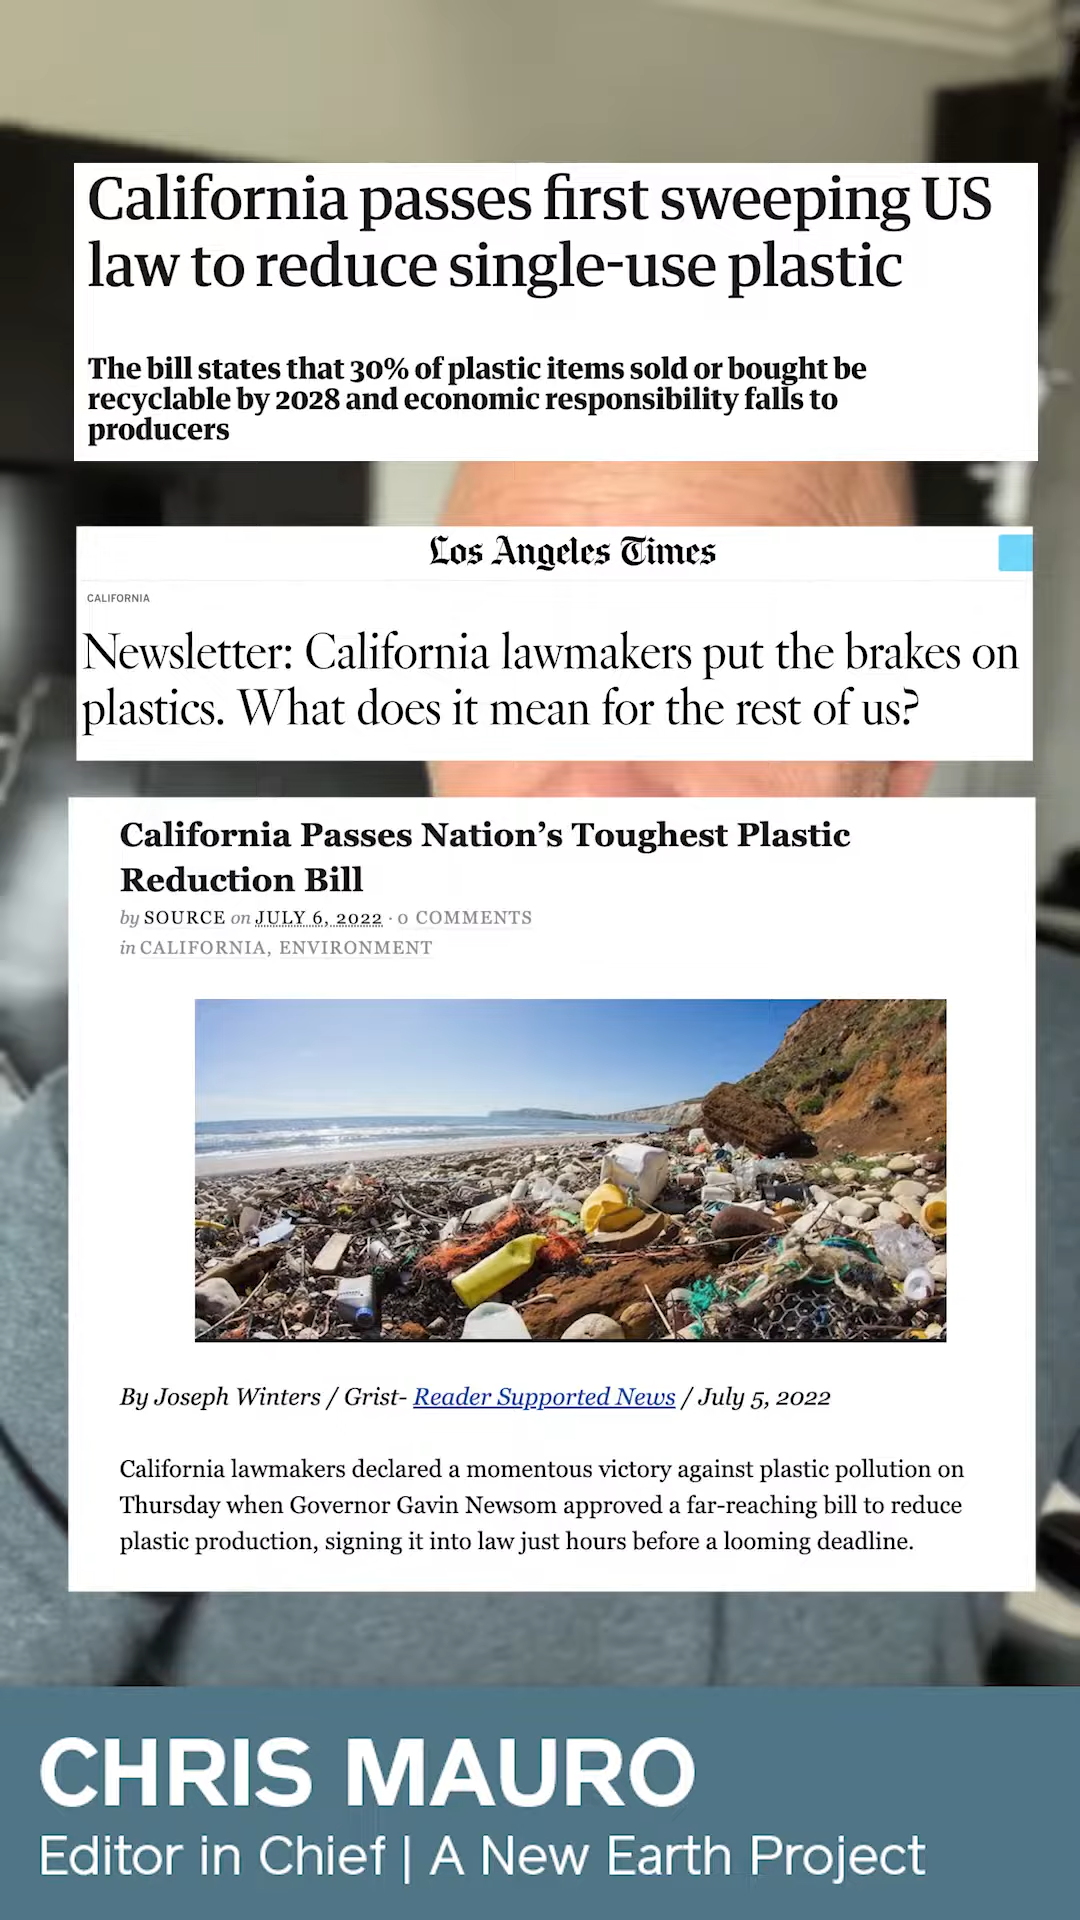 California passes first sweeping US
law to reduce single-use plastic
The bill states that 30% of plastic items sold or bought be
recyclable by 2028 and economic responsibility falls to
producers
Los Angeles Times
CALIFORNIA
Newsletter: California lawmakers put the brakes on
plastics. What does it mean for the rest of us?
California Passes Nation's Toughest Plastic
Reduction Bill
by SOURCE on JULY 6, 2022 · 0 COMMENTS
in CALIFORNIA, ENVIRONMENT
By Joseph Winters / Grist- Reader Supported News / July 5, 2022
California lawmakers declared a momentous victory against plastic pollution on
Thursday when Governor Gavin Newsom approved a far-reaching bill to reduce
plastic production, signing it into law just hours before a looming deadline.
CHRIS MAURO
Editor in Chief | A New Earth Project